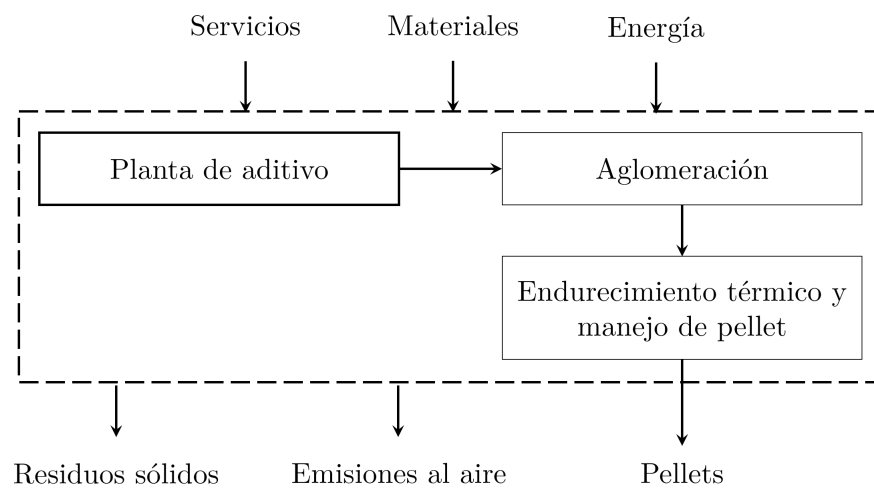 Servicios
Materiales
Energía
Planta de aditivo
Aglomeración
Endurecimiento térmico y
manejo de pellet
Residuos sólidos
Emisiones al aire
Pellets